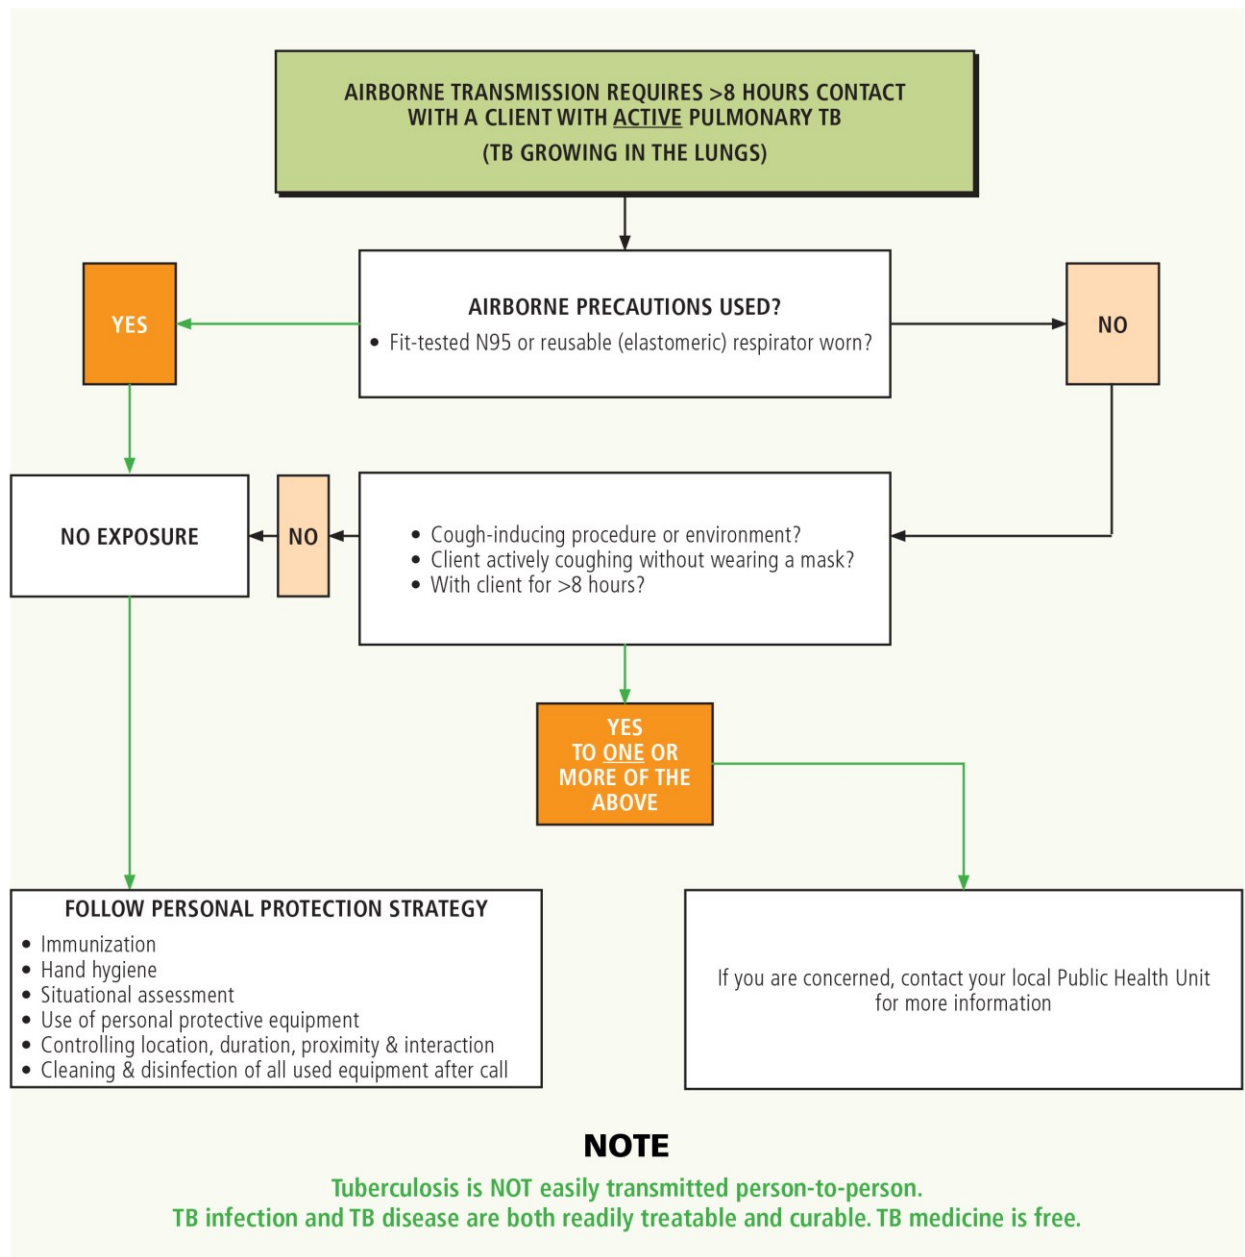 AIRBORNE TRANSMISSION REQUIRES >8 HOURS CONTACT
WITH A CLIENT WITH ACTIVE PULMONARY TB
(TB GROWING IN THE LUNGS)
YES
AIRBORNE PRECAUTIONS USED?
• Fit-tested N95 or reusable (elastomeric) respirator worn?
NO
NO EXPOSURE
NO
• Cough-inducing procedure or environment?
• Client actively coughing without wearing a mask?
• With client for >8 hours?
YES
TO ONE OR
MORE OF THE
ABOVE
FOLLOW PERSONAL PROTECTION STRATEGY
• Immunization
• Hand hygiene
• Situational assessment
• Use of personal protective equipment
• Controlling location, duration, proximity & interaction
• Cleaning & disinfection of all used equipment after call
If you are concerned, contact your local Public Health Unit
for more information
NOTE
Tuberculosis is NOT easily transmitted person-to-person.
TB infection and TB disease are both readily treatable and curable. TB medicine is free.